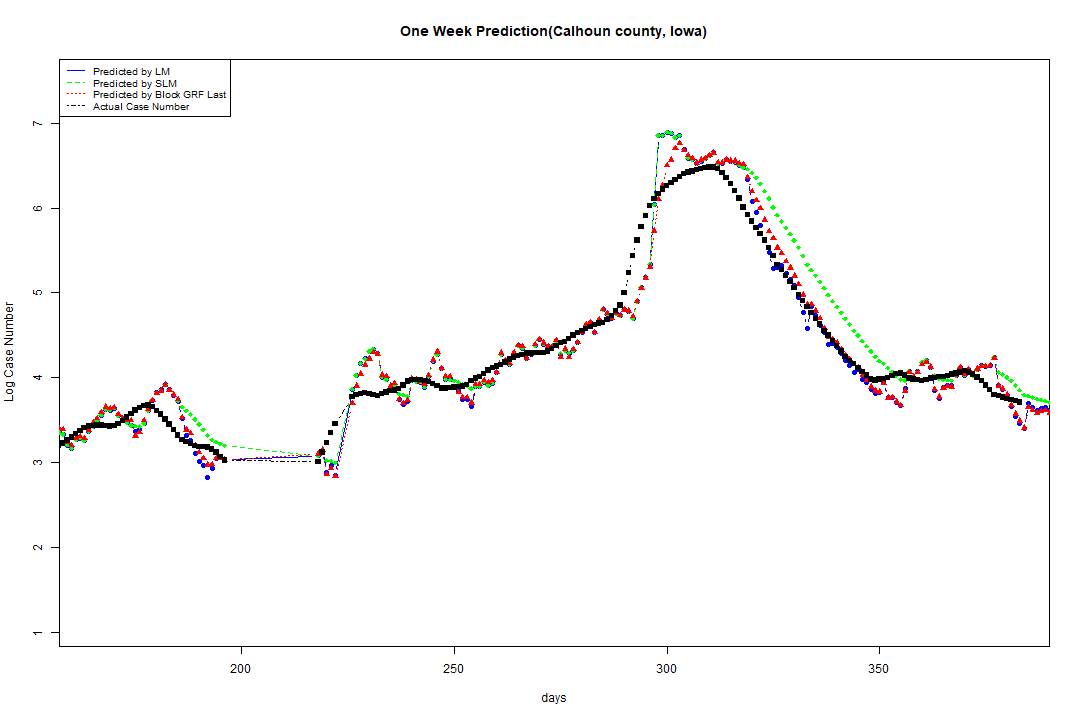 One Week Prediction(Calhoun county, Iowa)
Predicted by LM
Predicted by SLM
Predicted by Block GRF Last
Actual Case Number
Log Case Number
7
6
5
4
3
2
1
200 250 300 350
days